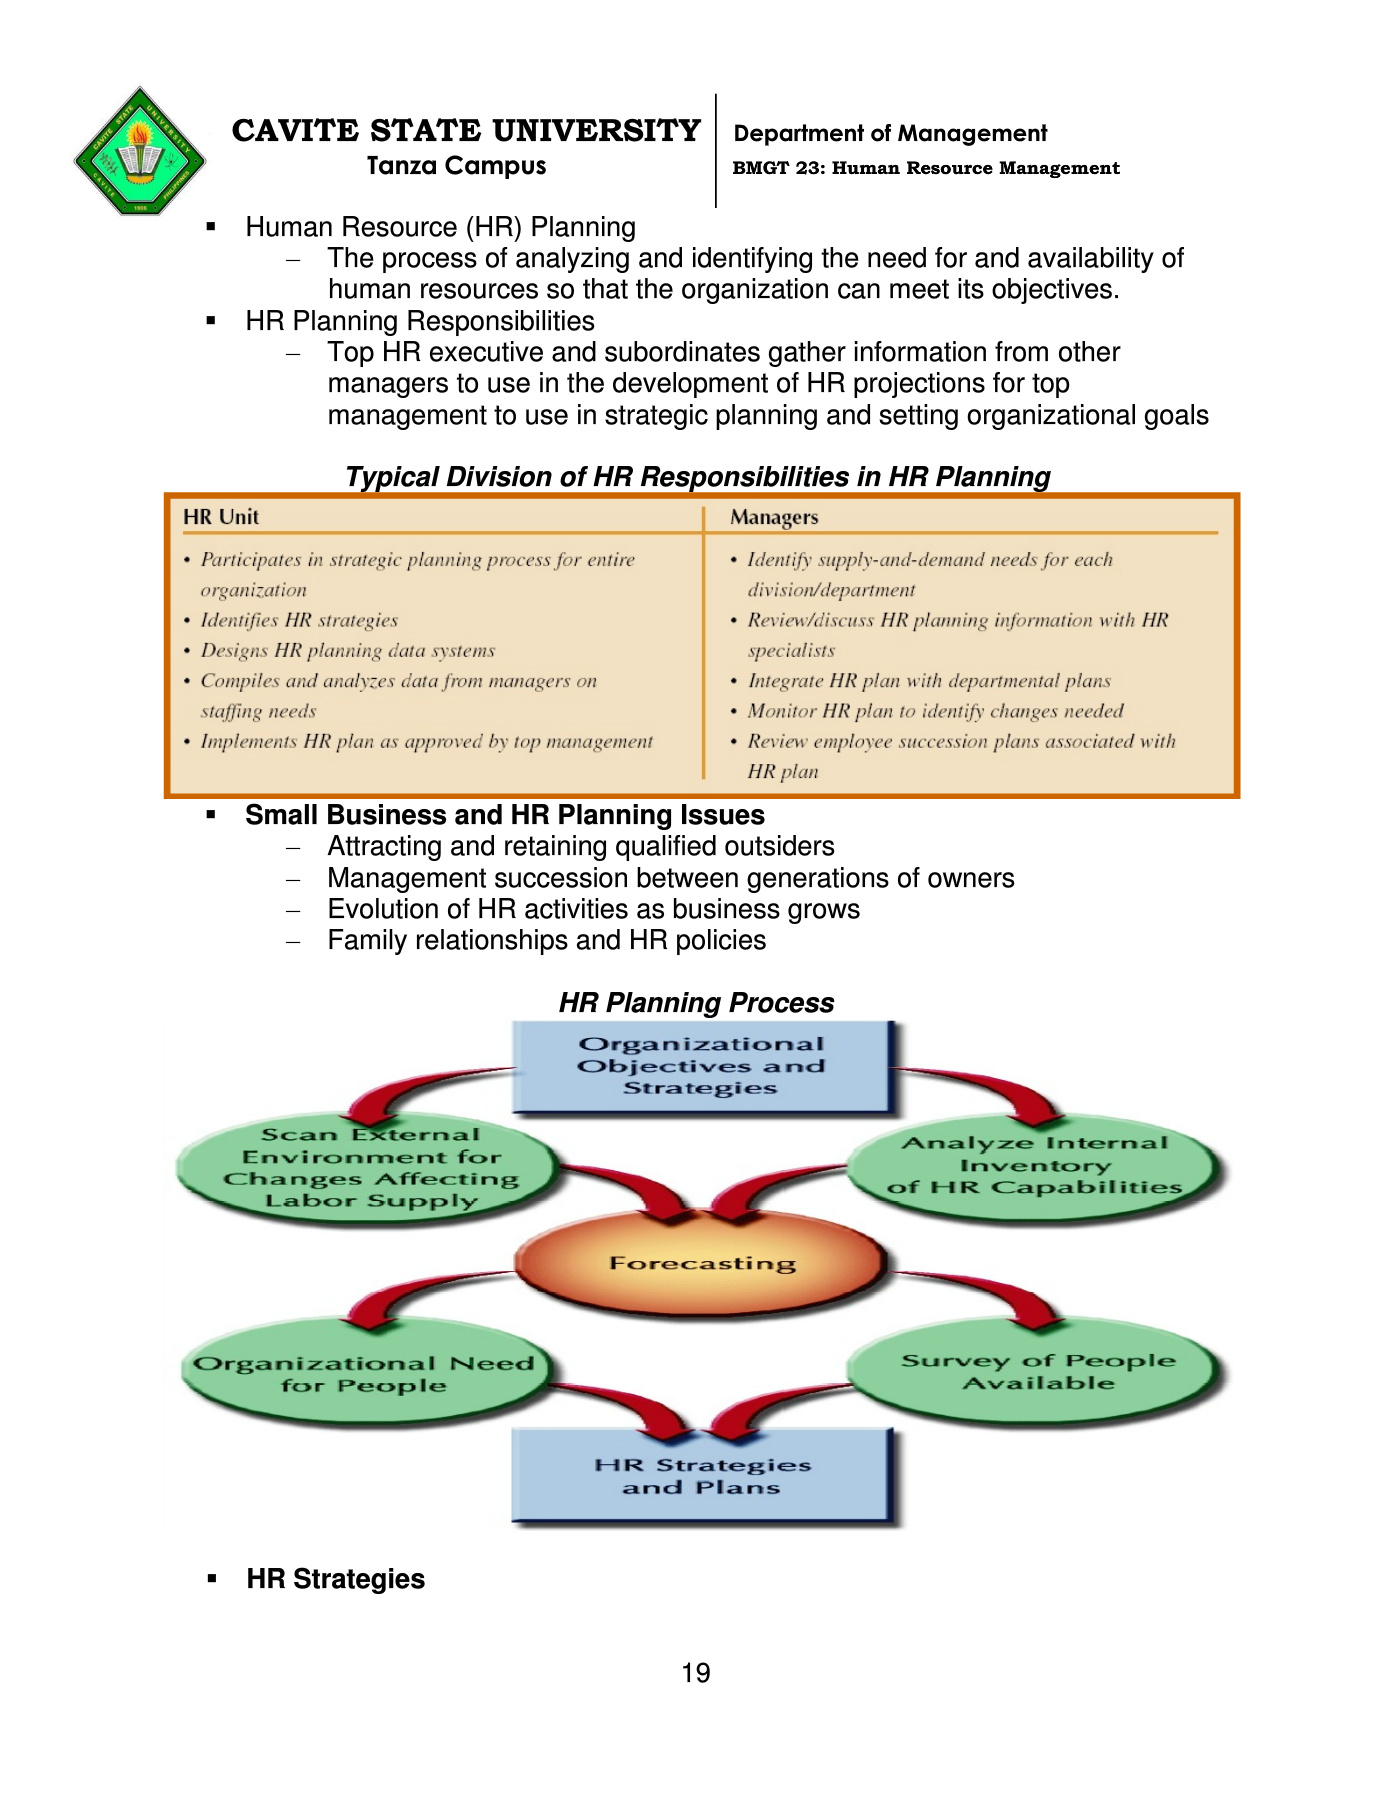 CAVITE STATE UNIVERSITY
Tanza Campus
Department of Management
BMGT 23: Human Resource Management
CAVITE STATE UNIVERSITY
CAVITE
PHILIPPINES
1906
▪ Human Resource (HR) Planning
– The process of analyzing and identifying the need for and availability of
human resources so that the organization can meet its objectives.
▪ HR Planning Responsibilities
– Top HR executive and subordinates gather information from other
managers to use in the development of HR projections for top
management to use in strategic planning and setting organizational goals
Typical Division of HR Responsibilities in HR Planning
HR Unit
• Participates in strategic planning process for entire
organization
• Identifies HR strategies
• Designs HR planning data systems
• Compiles and analyzes data from managers on
staffing needs
• Implements HR plan as approved by top management
Managers
• Identify supply-and-demand needs for each
division/department
• Review/discuss HR planning information with HR
specialists
• Integrate HR plan with departmental plans
• Monitor HR plan to identify changes needed
• Review employee succession plans associated with
HR plan
▪ Small Business and HR Planning Issues
– Attracting and retaining qualified outsiders
– Management succession between generations of owners
– Evolution of HR activities as business grows
– Family relationships and HR policies
HR Planning Process
Organizational
Objectives and
Strategies
Scan External
Environment for
Changes Affecting
Labor Supply
Analyze Internal
Inventory
of HR Capabilities
Forecasting
Organizational Need
for People
Survey of People
Available
HR Strategies
and Plans
▪ HR Strategies
19